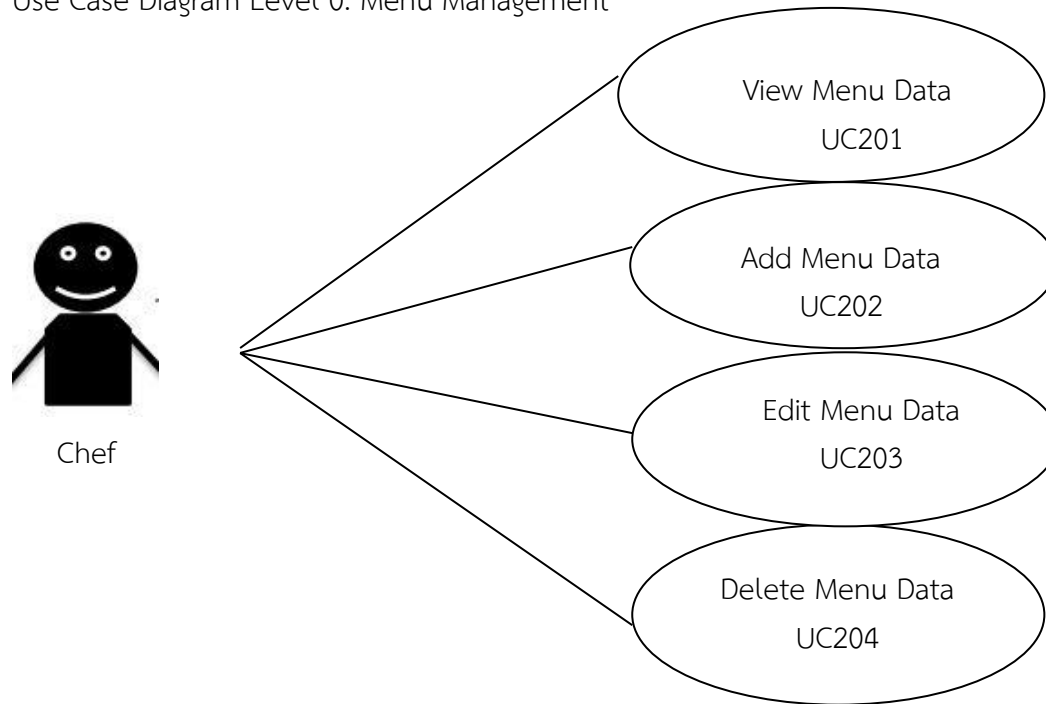 Use Case Diagram Level 0: Menu Management
View Menu Data
UC201
Add Menu Data
UC202
Edit Menu Data
UC203
Chef
Delete Menu Data
UC204